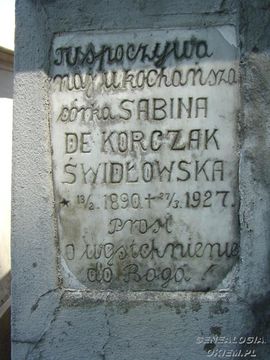 Tu spoczywa
najukochańsza
córka SABINA
DE KORCZAK
ŚWIDŁOWSKA
* 13/2. 1890. + 27/3. 1927.
Prosi
o westchnienie
do Boga
GENEALOGIA
OKIEM.PL